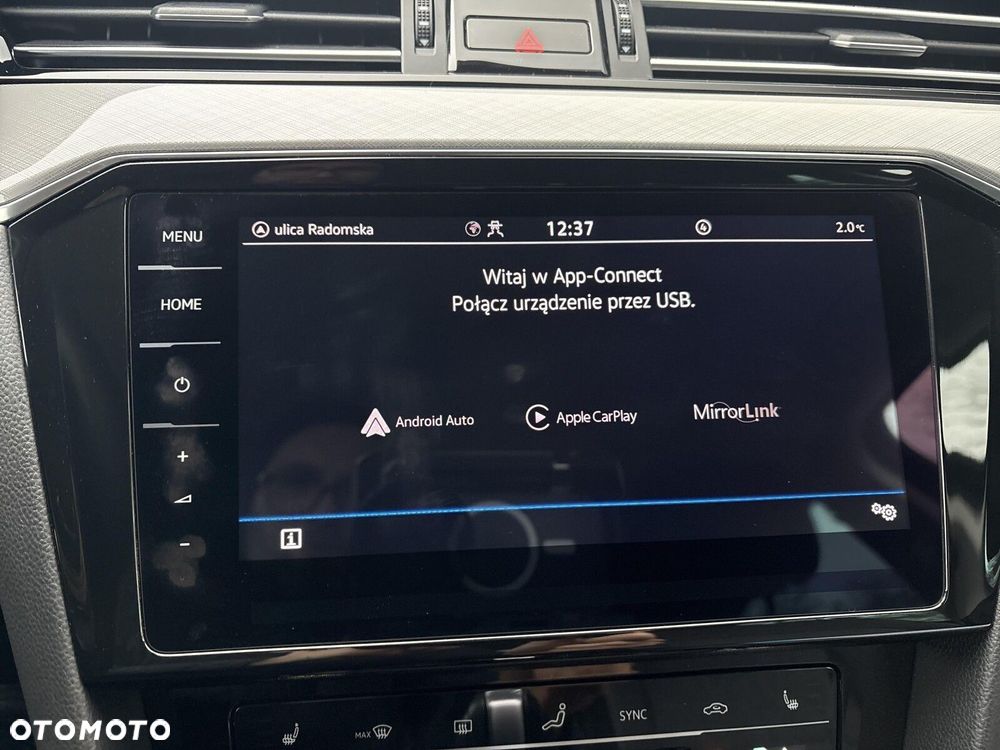 MENU
HOME
ulica Radomska
12:37
4
2.0°C
Witaj w App-Connect
Połącz urządzenie przez USB.
Android Auto
Apple CarPlay
MirrorLink
i
+
−
MAX
SYNC
OTOMOTO